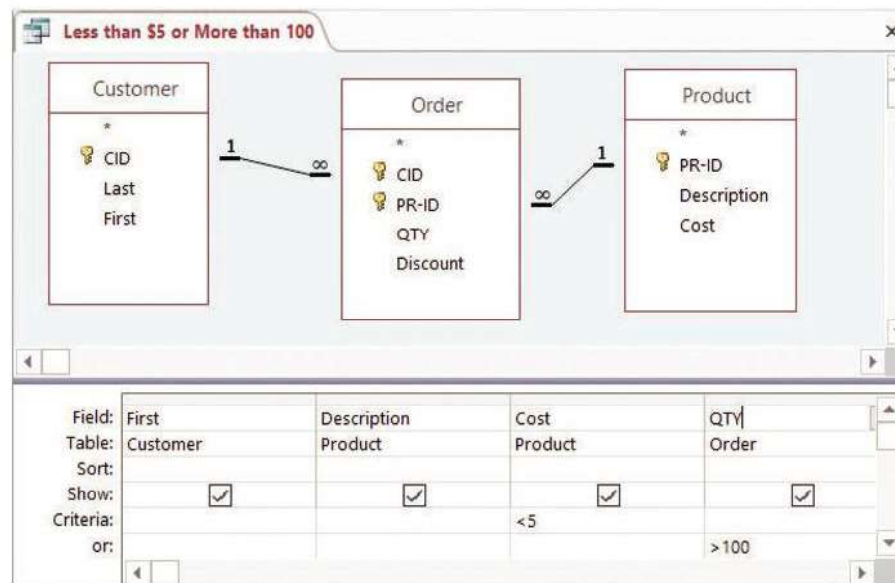 Less than $5 or More than 100
Customer
*
CID
Last
First
1
∞
Order
*
CID
PR-ID
QTY
Discount
∞
1
Product
*
PR-ID
Description
Cost
Field: First Description Cost QTY
Table: Customer Product Product Order
Sort:
Show:
Criteria: <5
or: >100